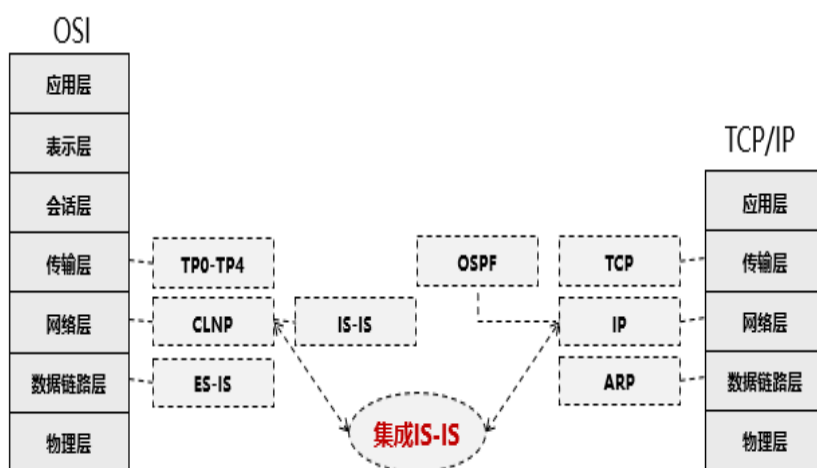 OSI
应用层
表示层
会话层
传输层
网络层
数据链路层
物理层
TP0-TP4
CLNP
ES-IS
IS-IS
集成IS-IS
OSPF
TCP
IP
ARP
TCP/IP
应用层
传输层
网络层
数据链路层
物理层